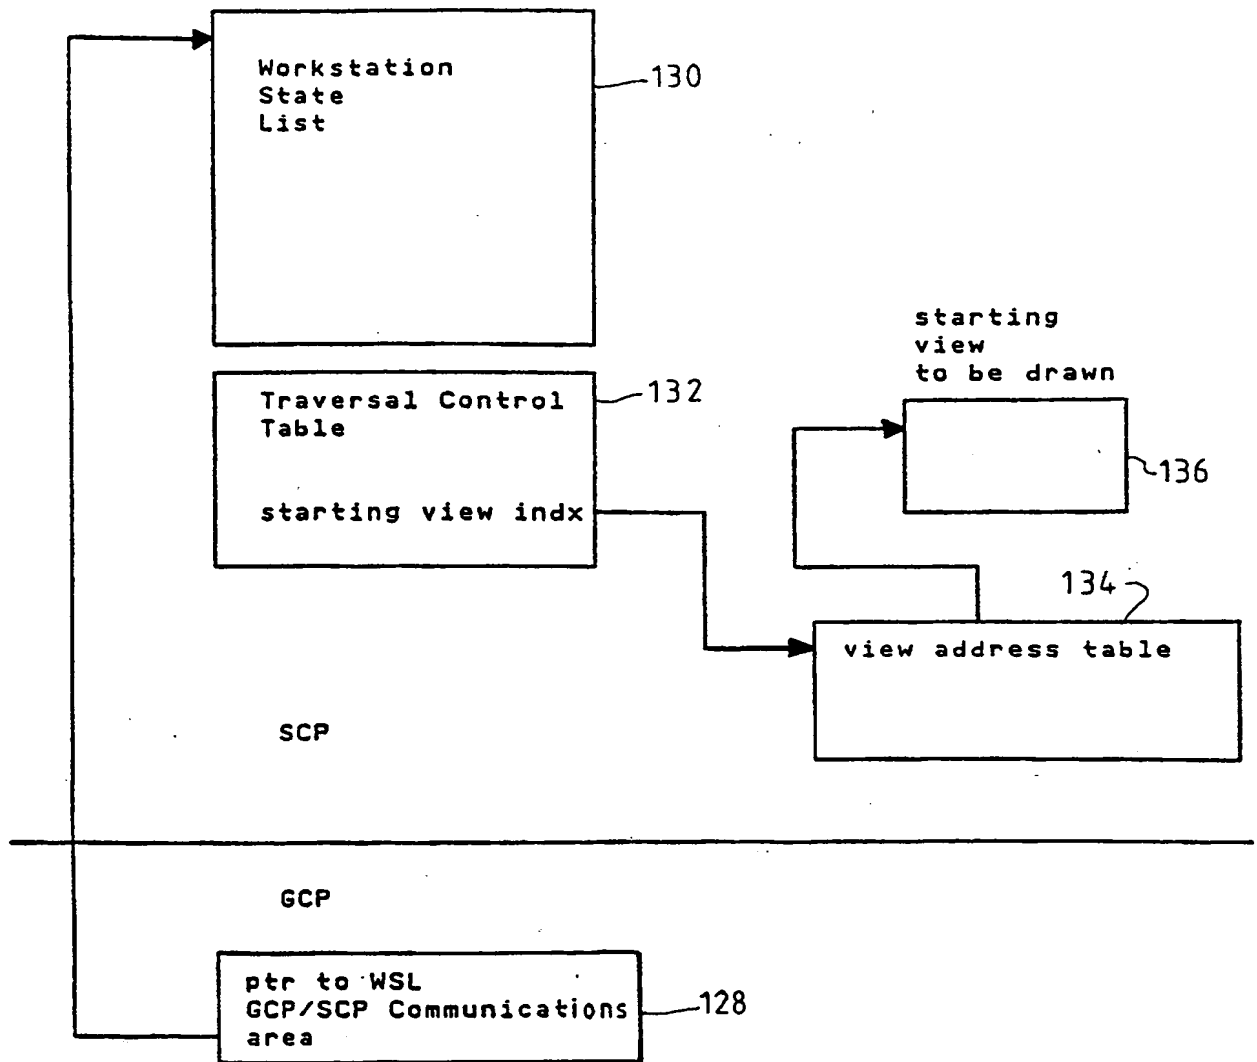 Workstation
State
List
130
starting
view
to be drawn
Traversal Control
Table
132
136
starting view indx
134
view address table
SCP
GCP
ptr to WSL
GCP/SCP Communications
area
128